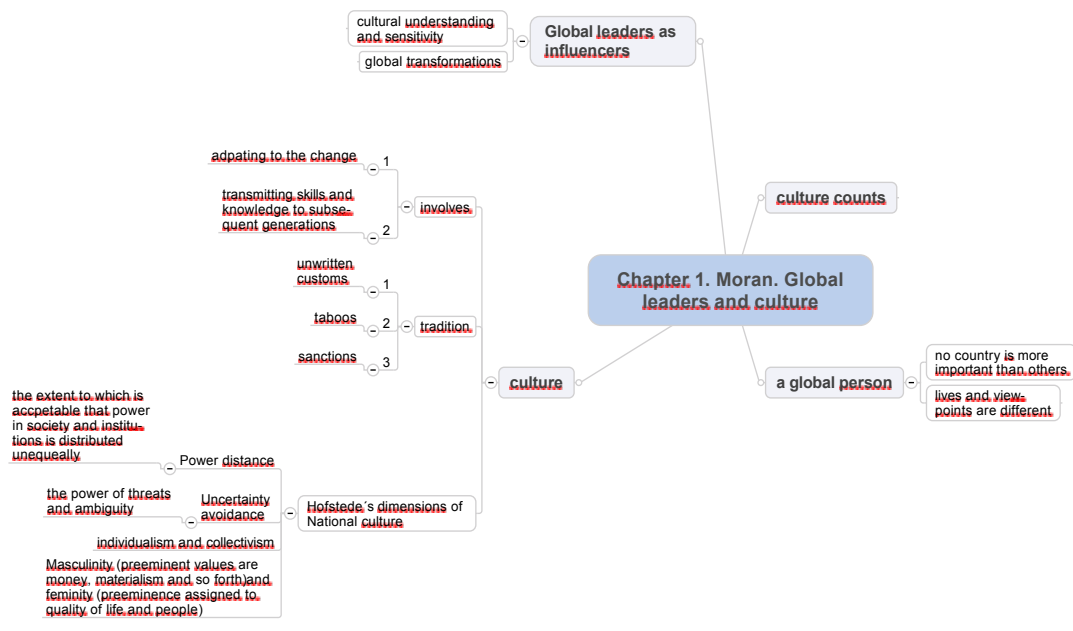 cultural understanding
and sensitivity
global transformations
Global leaders as
influencers
adpating to the change
1
transmitting skills and
knowledge to subse-
quent generations
2
involves
unwritten
customs
1
taboos
2
sanctions
3
tradition
culture
the extent to which is
accpetable that power
in society and institu-
tions is distributed
unequeally
Power distance
the power of threats
and ambiguity
Uncertainty
avoidance
individualism and collectivism
Masculinity (preeminent values are
money, materialism and so forth)and
feminity (preeminence assigned to
quality of life and people)
Hofstede´s dimensions of
National culture
Chapter 1. Moran. Global
leaders and culture
culture counts
a global person
no country is more
important than others
lives and view-
points are different